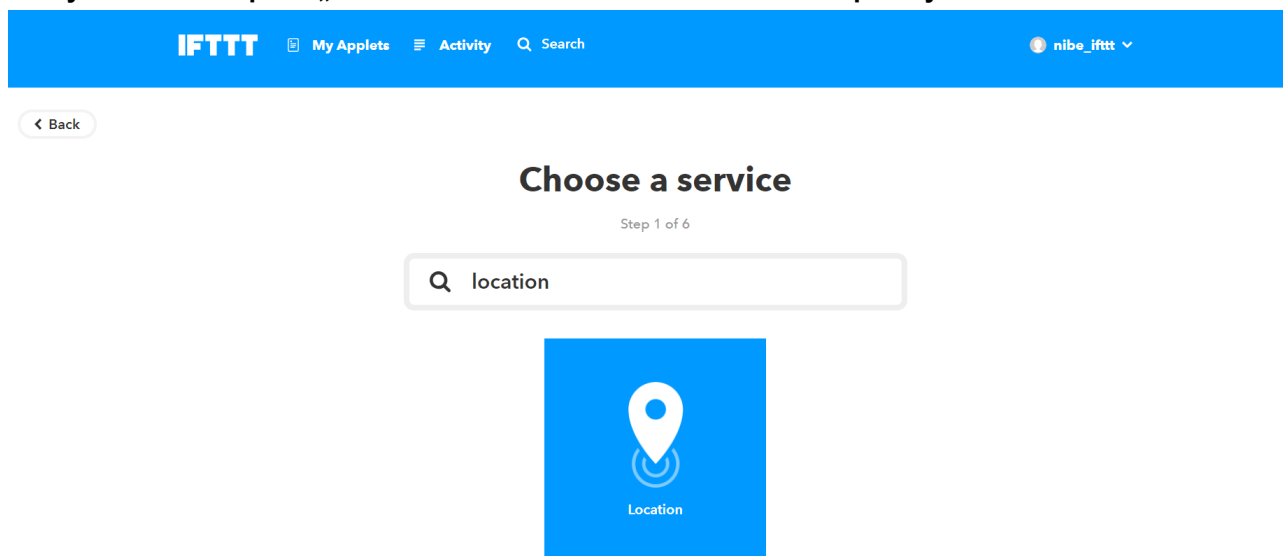 IFTTT My Applets Activity Search nibe_ifttt
Back
Choose a service
Step 1 of 6
location
Location